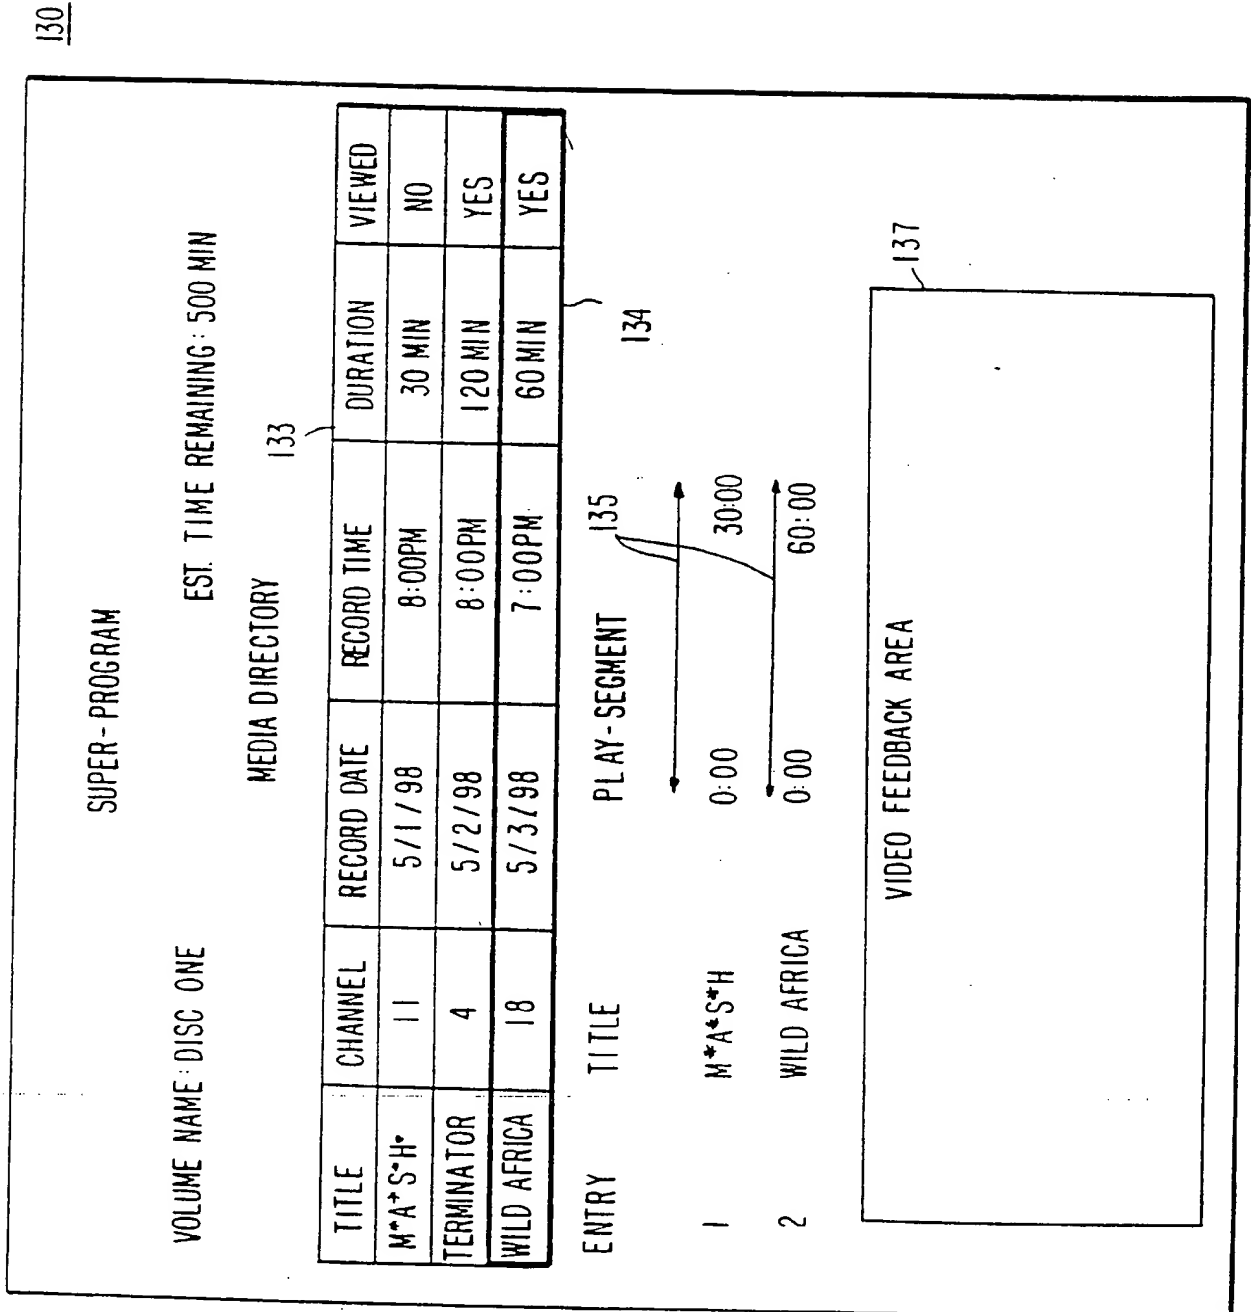 130
SUPER-PROGRAM
VOLUME NAME: DISC ONE EST. TIME REMAINING: 500 MIN
MEDIA DIRECTORY
133
TITLE CHANNEL RECORD DATE RECORD TIME DURATION VIEWED
M*A*S*H* 11 5/1/98 8:00PM 30 MIN NO
TERMINATOR 4 5/2/98 8:00PM 120 MIN YES
WILD AFRICA 18 5/3/98 7:00PM 60 MIN YES
134
ENTRY TITLE PLAY-SEGMENT
135
1 M*A*S*H 0:00 30:00
2 WILD AFRICA 0:00 60:00
137
VIDEO FEEDBACK AREA